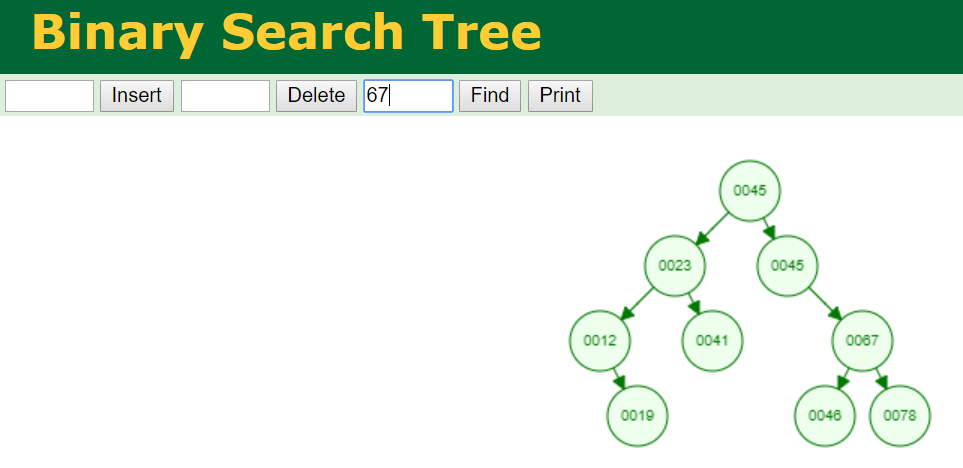 Binary Search Tree
Insert Delete 67 Find Print
0045
0023 0045
0012 0041 0067
0019 0046 0078